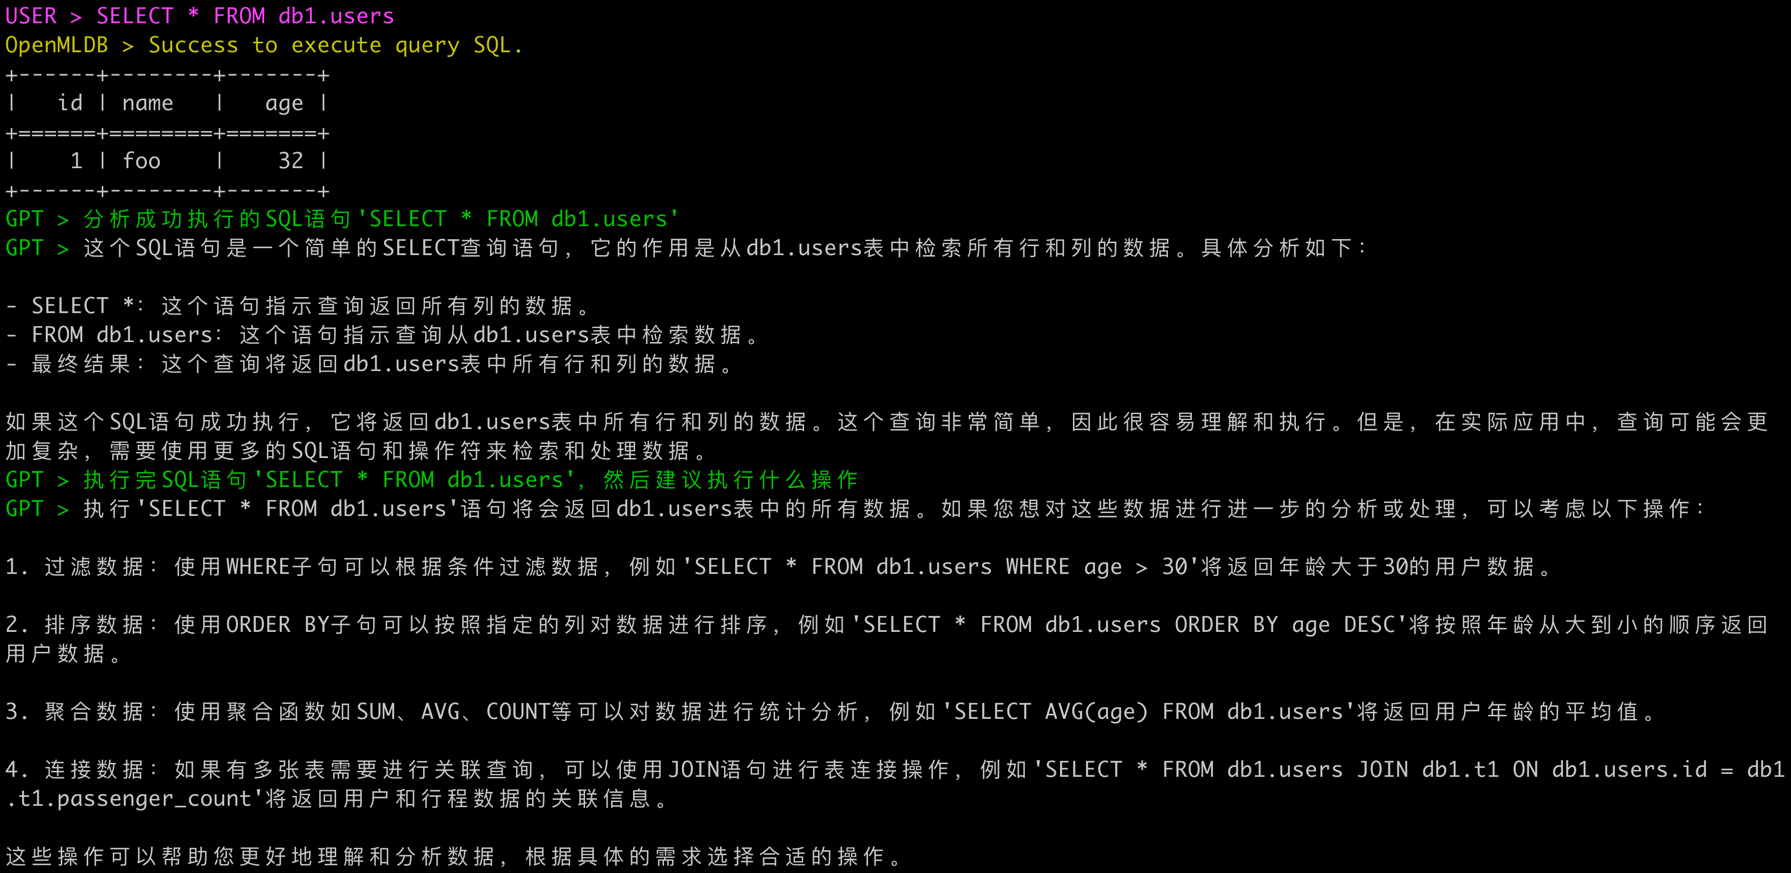 USER > SELECT * FROM db1.users
OpenMLDB > Success to execute query SQL.
+------+--------+-------+
|   id | name   |   age |
+======+========+=======+
|    1 | foo    |    32 |
+------+--------+-------+
GPT > 分析成功执行的SQL语句'SELECT * FROM db1.users'
GPT > 这个SQL语句是一个简单的SELECT查询语句，它的作用是从db1.users表中检索所有行和列的数据。具体分析如下：
- SELECT *：这个语句指示查询返回所有列的数据。
- FROM db1.users：这个语句指示查询从db1.users表中检索数据。
- 最终结果：这个查询将返回db1.users表中所有行和列的数据。
如果这个SQL语句成功执行，它将返回db1.users表中所有行和列的数据。这个查询非常简单，因此很容易理解和执行。但是，在实际应用中，查询可能会更
加复杂，需要使用更多的SQL语句和操作符来检索和处理数据。
GPT > 执行完SQL语句'SELECT * FROM db1.users'，然后建议执行什么操作
GPT > 执行'SELECT * FROM db1.users'语句将会返回db1.users表中的所有数据。如果您想对这些数据进行进一步的分析或处理，可以考虑以下操作：
1. 过滤数据：使用WHERE子句可以根据条件过滤数据，例如'SELECT * FROM db1.users WHERE age > 30'将返回年龄大于30的用户数据。
2. 排序数据：使用ORDER BY子句可以按照指定的列对数据进行排序，例如'SELECT * FROM db1.users ORDER BY age DESC'将按照年龄从大到小的顺序返回
用户数据。
3. 聚合数据：使用聚合函数如SUM、AVG、COUNT等可以对数据进行统计分析，例如'SELECT AVG(age) FROM db1.users'将返回用户年龄的平均值。
4. 连接数据：如果有多张表需要进行关联查询，可以使用JOIN语句进行表连接操作，例如'SELECT * FROM db1.users JOIN db1.t1 ON db1.users.id = db1
.t1.passenger_count'将返回用户和行程数据的关联信息。
这些操作可以帮助您更好地理解和分析数据，根据具体的需求选择合适的操作。